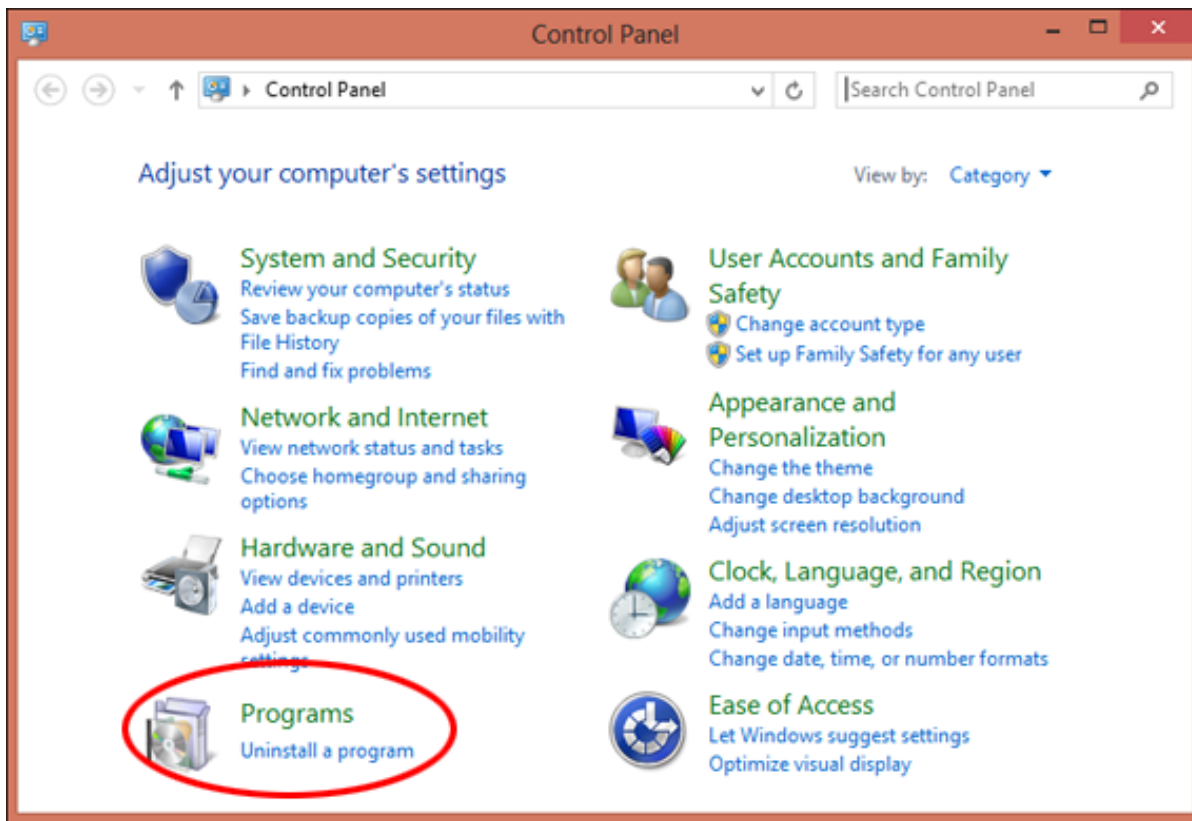 Control Panel
Control Panel
Search Control Panel
Adjust your computer's settings
View by: Category
System and Security
Review your computer's status
Save backup copies of your files with
File History
Find and fix problems
Network and Internet
View network status and tasks
Choose homegroup and sharing
options
Hardware and Sound
View devices and printers
Add a device
Adjust commonly used mobility
settings
Programs
Uninstall a program
User Accounts and Family
Safety
Change account type
Set up Family Safety for any user
Appearance and
Personalization
Change the theme
Change desktop background
Adjust screen resolution
Clock, Language, and Region
Add a language
Change input methods
Change date, time, or number formats
Ease of Access
Let Windows suggest settings
Optimize visual display